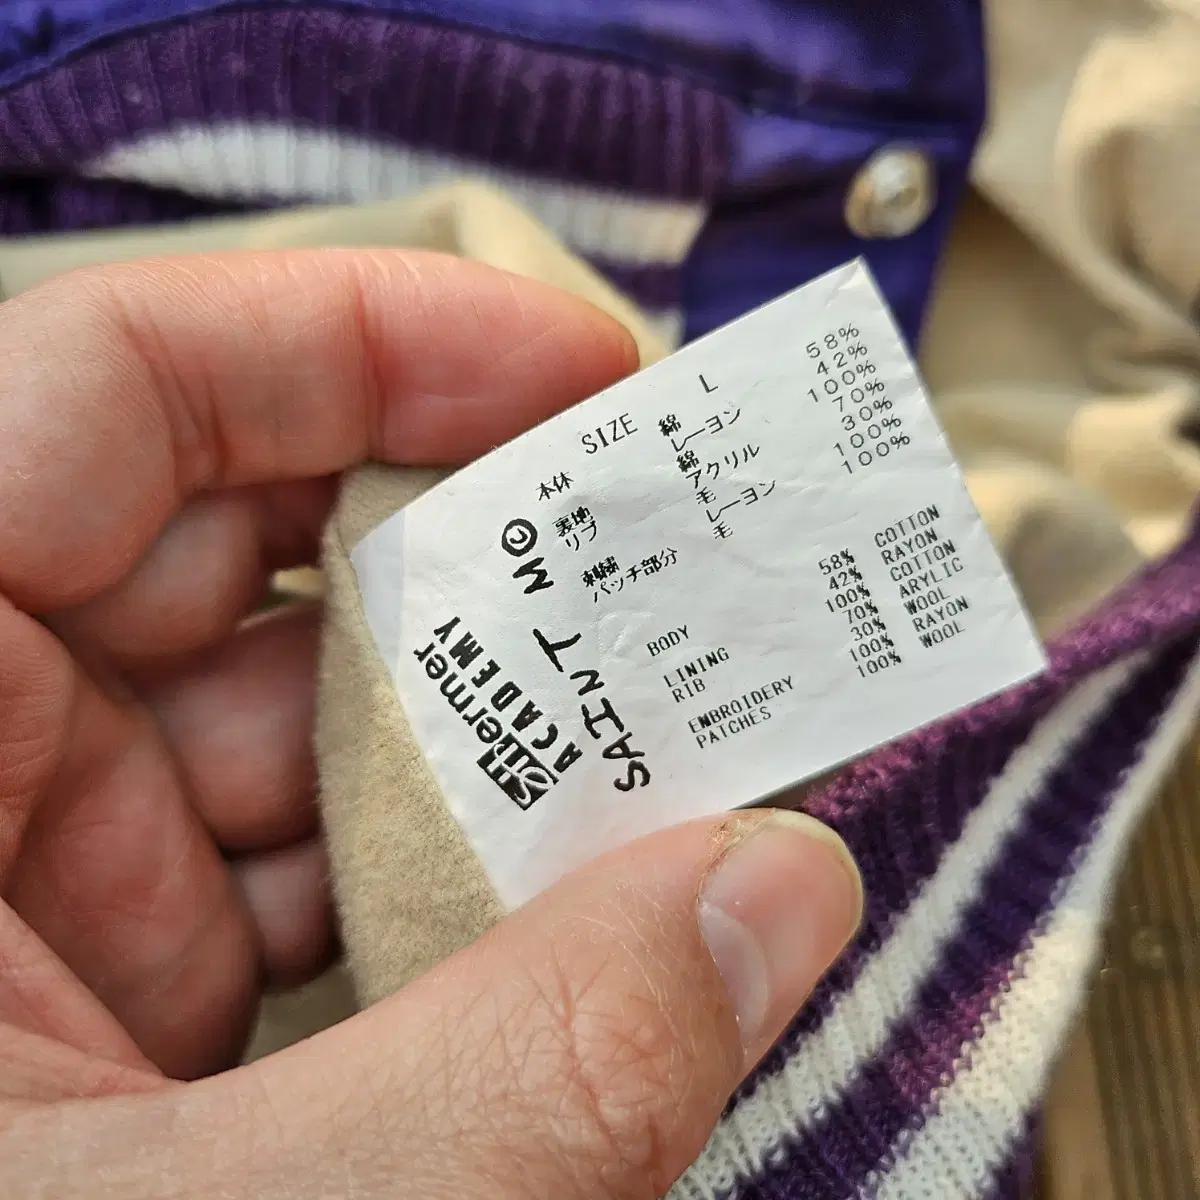 Shermer
ACADEMY
SAINT Mⓒ
SIZE L
本体 綿 58%
レーヨン 42%
裏地 綿 100%
リブ アクリル 70%
毛 30%
刺繍 レーヨン 100%
パッチ部分 毛 100%
BODY 58% COTTON
42% RAYON
LINING 100% COTTON
RIB 70% ARYLIC
30% WOOL
EMBROIDERY 100% RAYON
PATCHES 100% WOOL